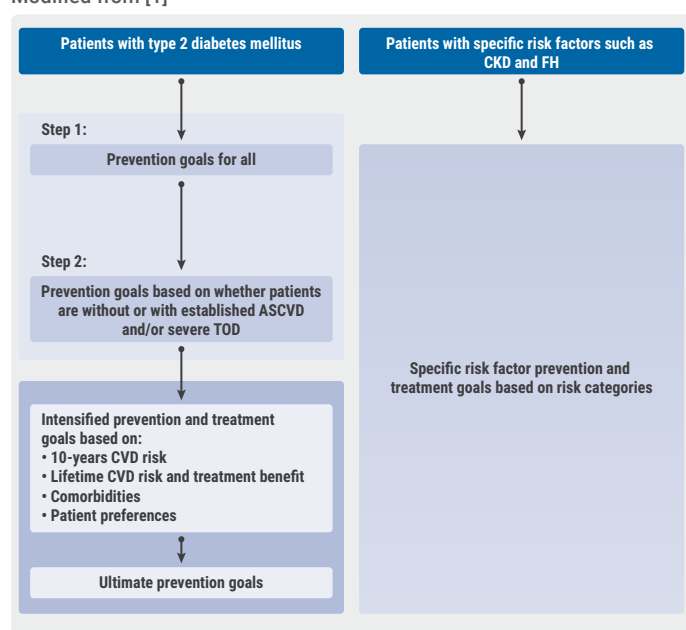 Modified from [1]
Patients with type 2 diabetes mellitus
Patients with specific risk factors such as
CKD and FH
Step 1:
Prevention goals for all
Step 2:
Prevention goals based on whether patients
are without or with established ASCVD
and/or severe TOD
Intensified prevention and treatment
goals based on:
• 10-years CVD risk
• Lifetime CVD risk and treatment benefit
• Comorbidities
• Patient preferences
Ultimate prevention goals
Specific risk factor prevention and
treatment goals based on risk categories